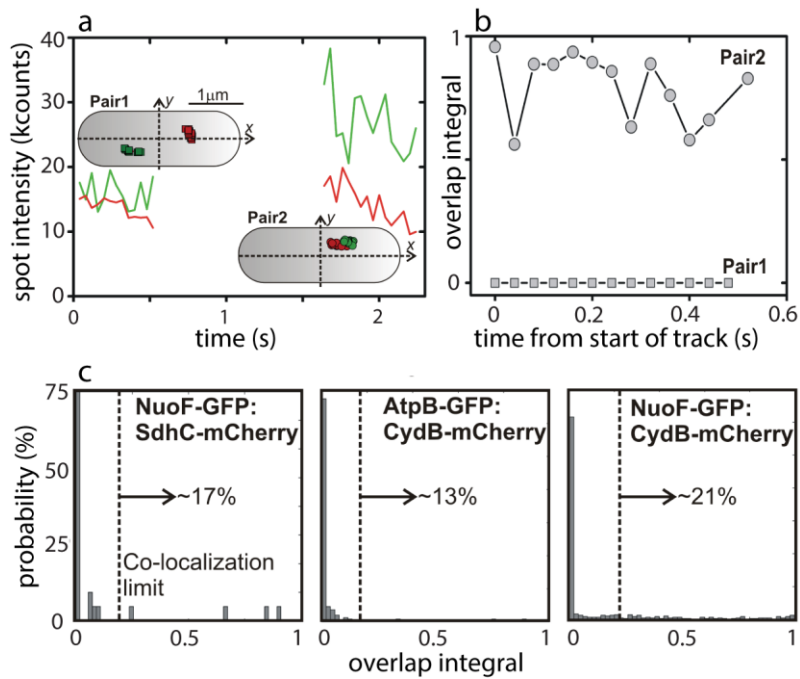 a
spot intensity (kcounts)
40
30
20
10
0
0
1
2
time (s)
Pair1
y
1μm
x
Pair2
y
x
b
overlap integral
1
0
0
0.2
0.4
0.6
time from start of track (s)
Pair2
Pair1
c
probability (%)
75
50
25
0
NuoF-GFP:
SdhC-mCherry
~17%
Co-localization
limit
0.5
1
AtpB-GFP:
CydB-mCherry
~13%
0
0.5
1
NuoF-GFP:
CydB-mCherry
~21%
0
0.5
1
overlap integral